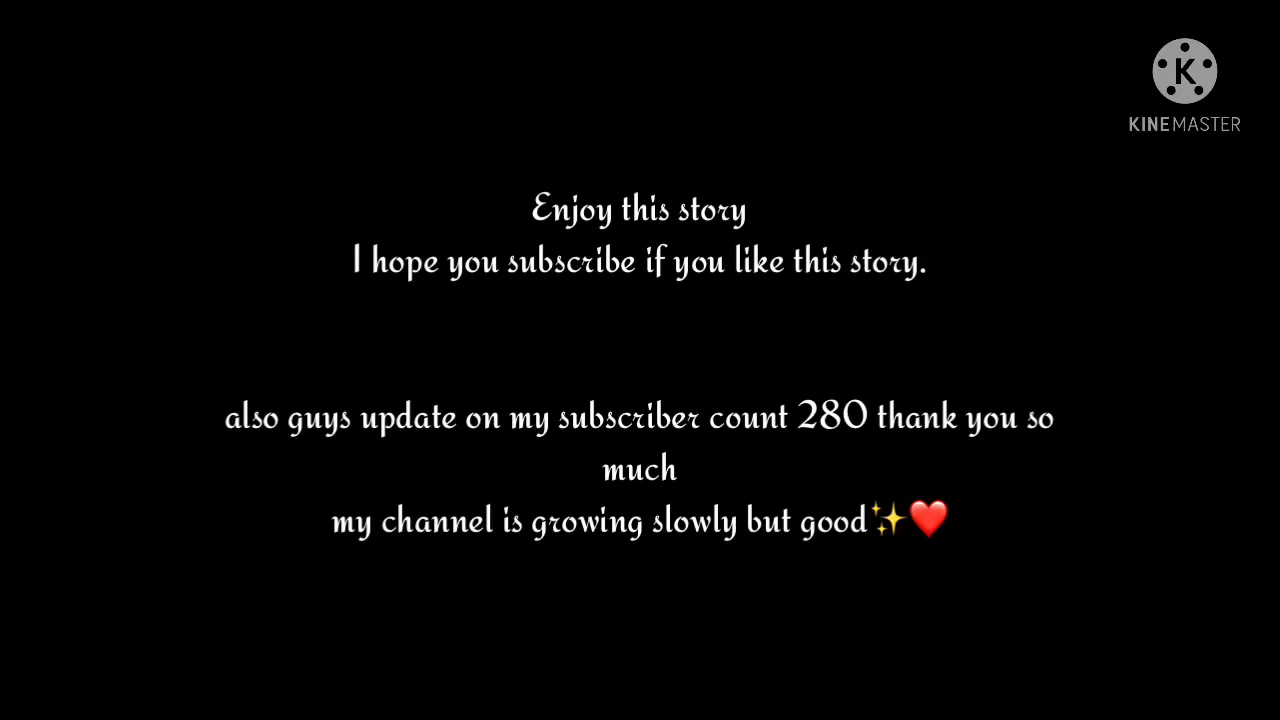 K
KINEMASTER
Enjoy this story
I hope you subscribe if you like this story.
also guys update on my subscriber count 280 thank you so
much
my channel is growing slowly but good✨❤️